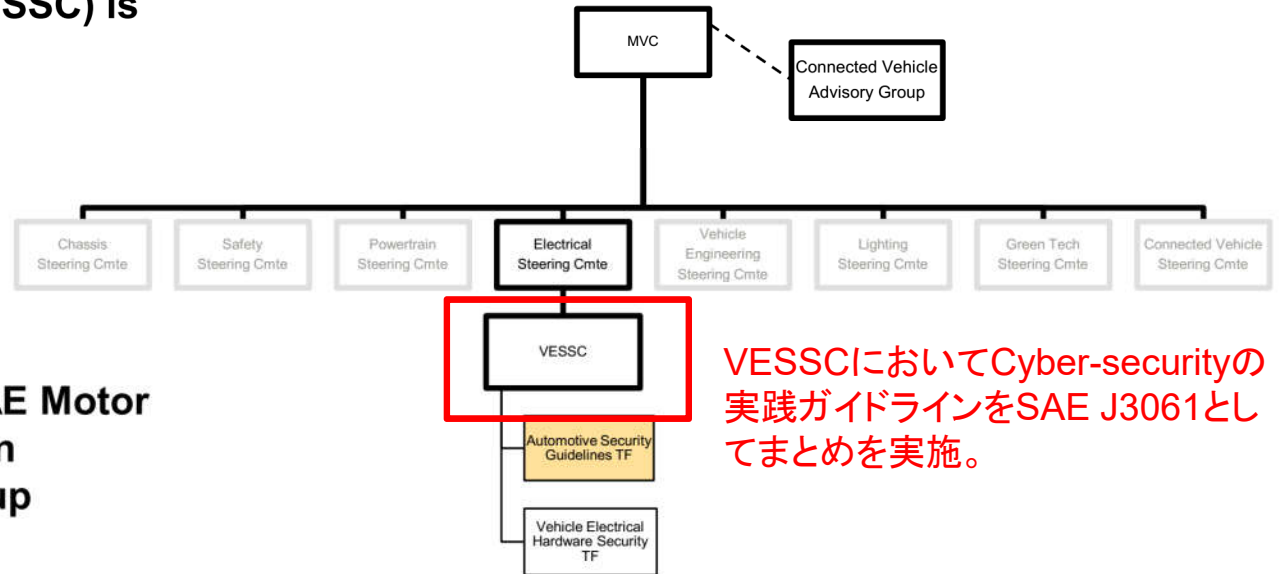 SSC) is
MVC
Connected Vehicle
Advisory Group
Chassis
Steering Cmte
Safety
Steering Cmte
Powertrain
Steering Cmte
Electrical
Steering Cmte
Vehicle
Engineering
Steering Cmte
Lighting
Steering Cmte
Green Tech
Steering Cmte
Connected Vehicle
Steering Cmte
VESSC
VESSCにおいてCyber-securityの
実践ガイドラインをSAE J3061とし
てまとめを実施。
E Motor
n
up
Automotive Security
Guidelines TF
Vehicle Electrical
Hardware Security
TF